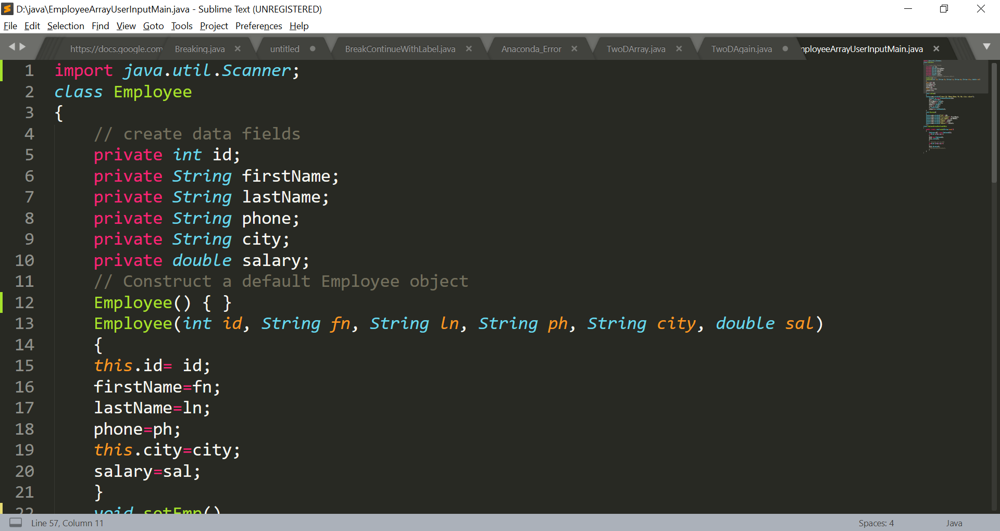 D:\java\EmployeeArrayUserInputMain.java - Sublime Text (UNREGISTERED)
File Edit Selection Find View Goto Tools Project Preferences Help
https://docs.google.com Breaking.java untitled BreakContinueWithLabel.java Anaconda_Error TwoDArray.java TwoDAgain.java mployeeArrayUserInputMain.java
1 import java.util.Scanner;
2 class Employee
3 {
4 // create data fields
5 private int id;
6 private String firstName;
7 private String lastName;
8 private String phone;
9 private String city;
10 private double salary;
11 // Construct a default Employee object
12 Employee() { }
13 Employee(int id, String fn, String ln, String ph, String city, double sal)
14 {
15 this.id= id;
16 firstName=fn;
17 lastName=ln;
18 phone=ph;
19 this.city=city;
20 salary=sal;
21 }
22 void setEmp()
Line 57, Column 11 Spaces: 4 Java